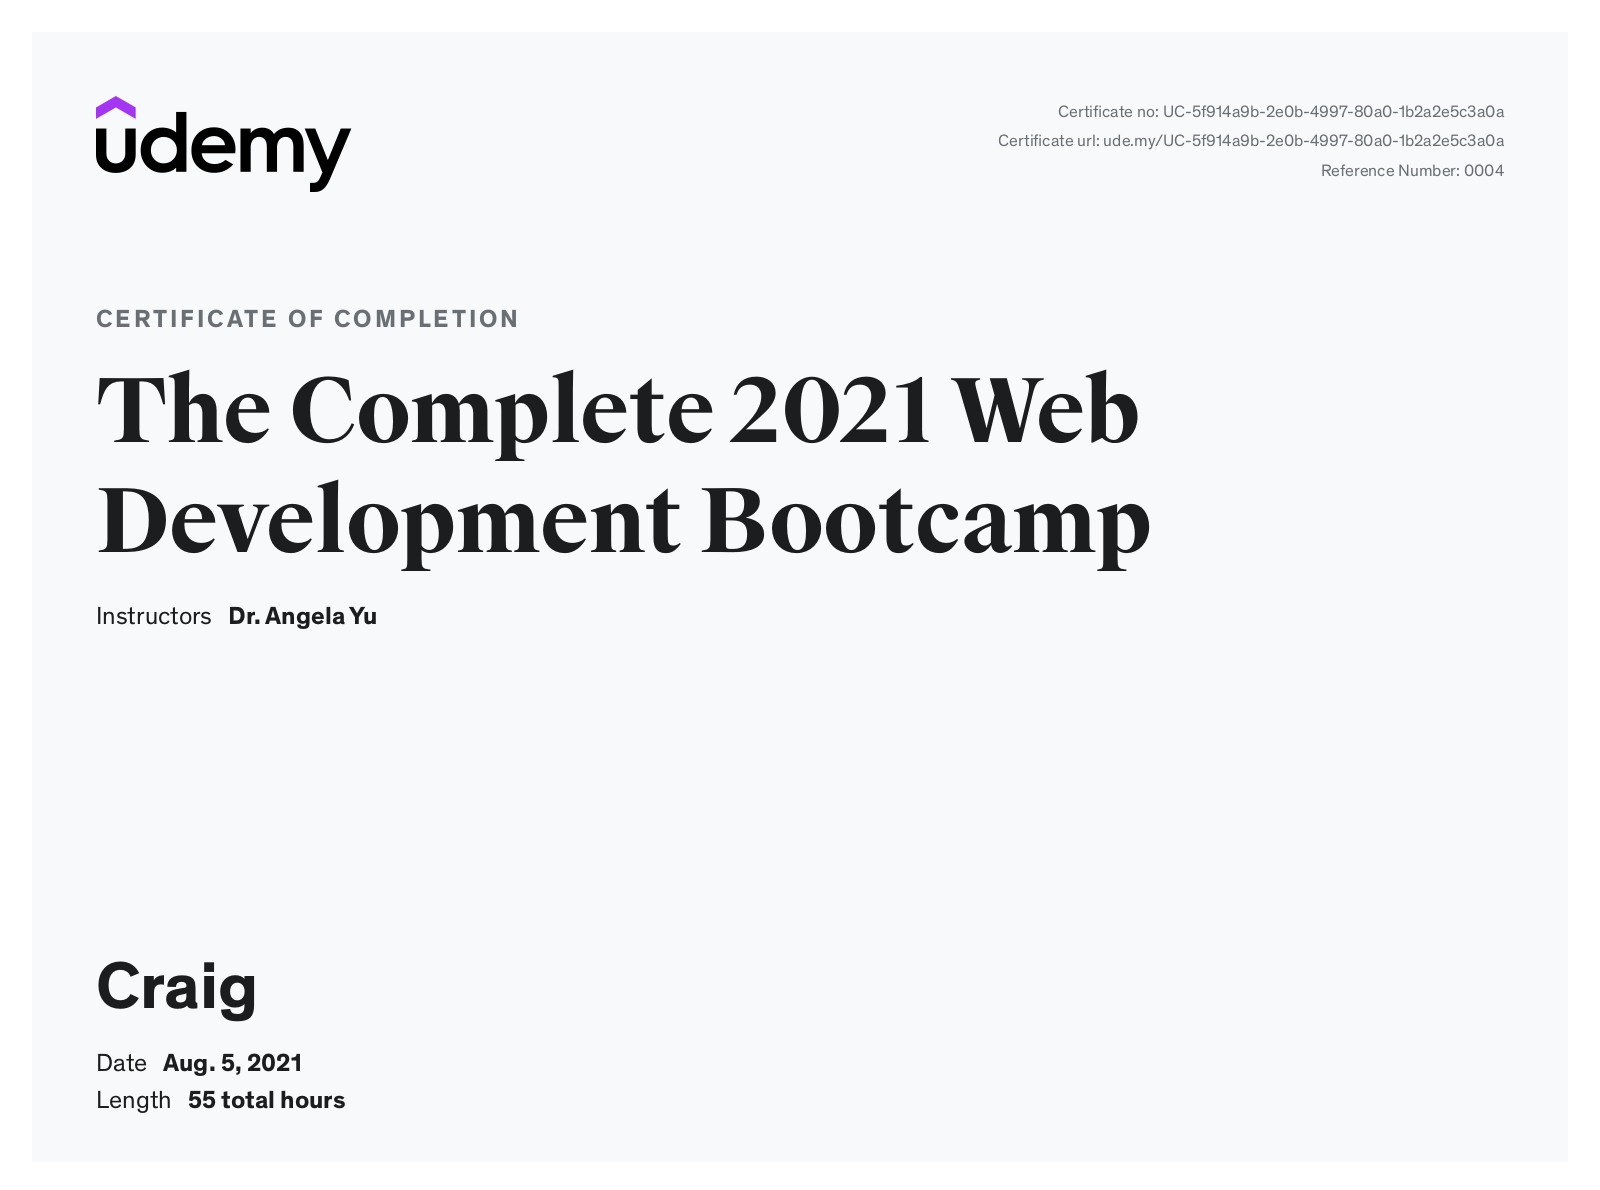 udemy
Certificate no: UC-5f914a9b-2e0b-4997-80a0-1b2a2e5c3a0a
Certificate url: ude.my/UC-5f914a9b-2e0b-4997-80a0-1b2a2e5c3a0a
Reference Number: 0004
CERTIFICATE OF COMPLETION
The Complete 2021 Web
Development Bootcamp
Instructors Dr. Angela Yu
Craig
Date Aug. 5, 2021
Length 55 total hours